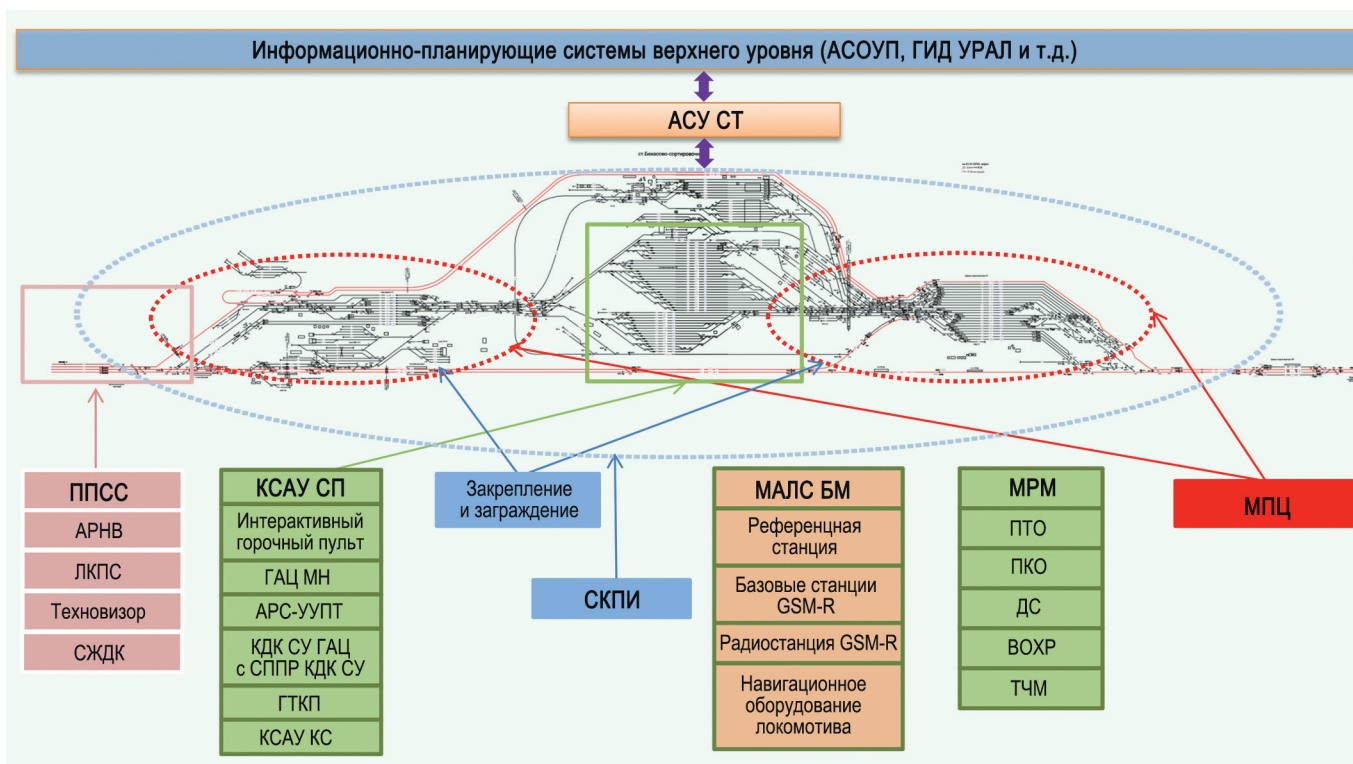 Информационно-планирующие системы верхнего уровня (АСОУП, ГИД УРАЛ и т.д.)
АСУ СТ
ППСС
АРНВ
ЛКПС
Техновизор
СЖДК
КСАУ СП
Интерактивный
горочный пульт
ГАЦ МН
АРС-УУПТ
КДК СУ ГАЦ
с СППР КДК СУ
ГТКП
КСАУ КС
Закрепление
и заграждение
СКПИ
МАЛС БМ
Референцная
станция
Базовые станции
GSM-R
Радиостанция GSM-R
Навигационное
оборудование
локомотива
МРМ
ПТО
ПКО
ДС
ВОХР
ТЧМ
МПЦ